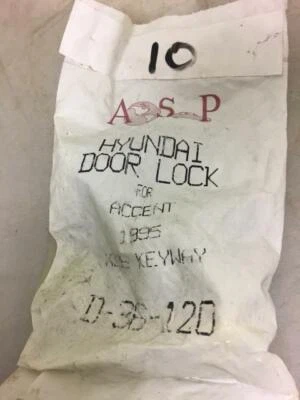 10
A S P
HYUNDAI
DOOR LOCK
FOR
ACCENT
1995
KEYWAY
D-36-120